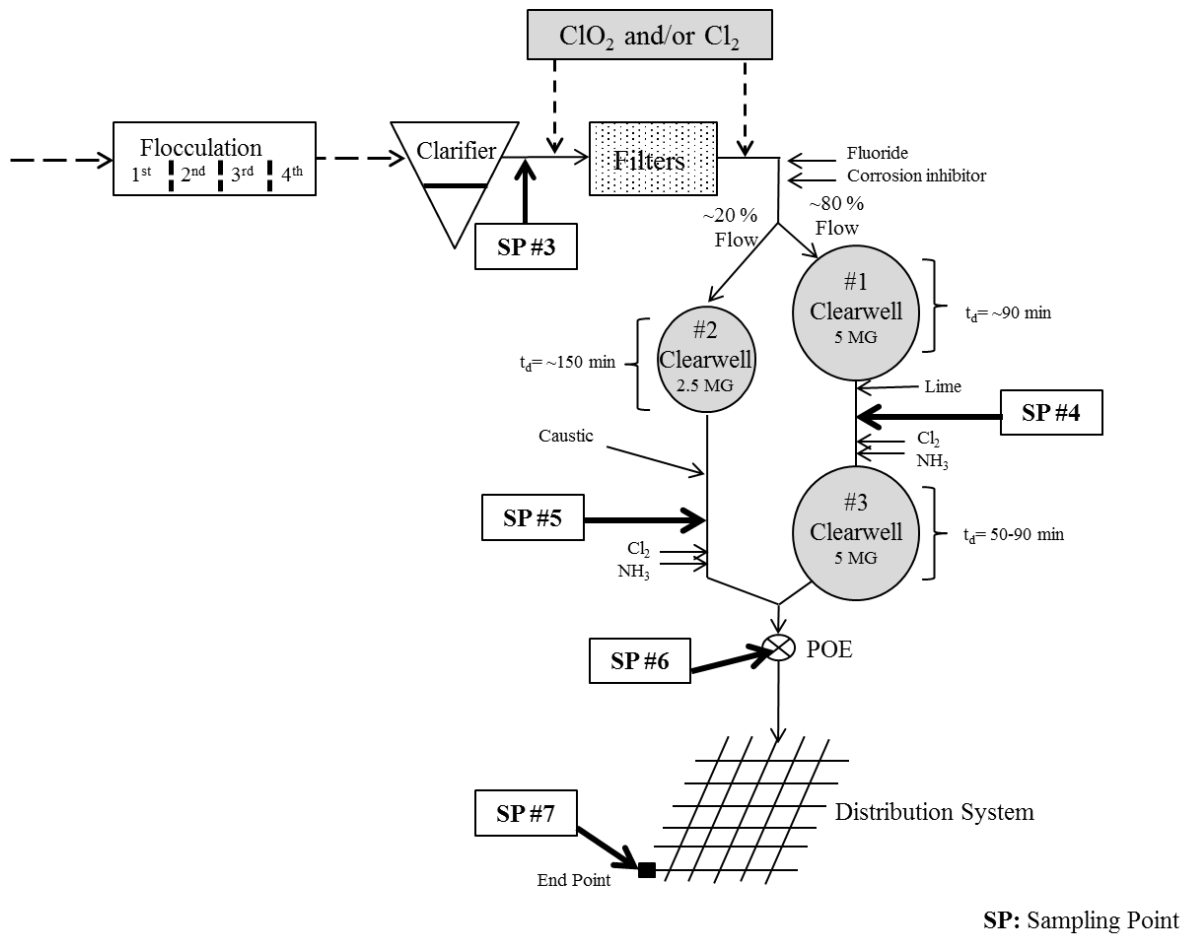 ClO₂ and/or Cl₂
Flocculation
1st 2nd 3rd 4th
Clarifier
Filters
SP #3
Fluoride
Corrosion inhibitor
~20 %
Flow
~80 %
Flow
#1
Clearwell
5 MG
td= ~90 min
#2
Clearwell
2.5 MG
td= ~150 min
Lime
SP #4
Cl₂
NH₃
Caustic
SP #5
Cl₂
NH₃
#3
Clearwell
5 MG
td= 50-90 min
SP #6
POE
SP #7
Distribution System
End Point
SP: Sampling Point